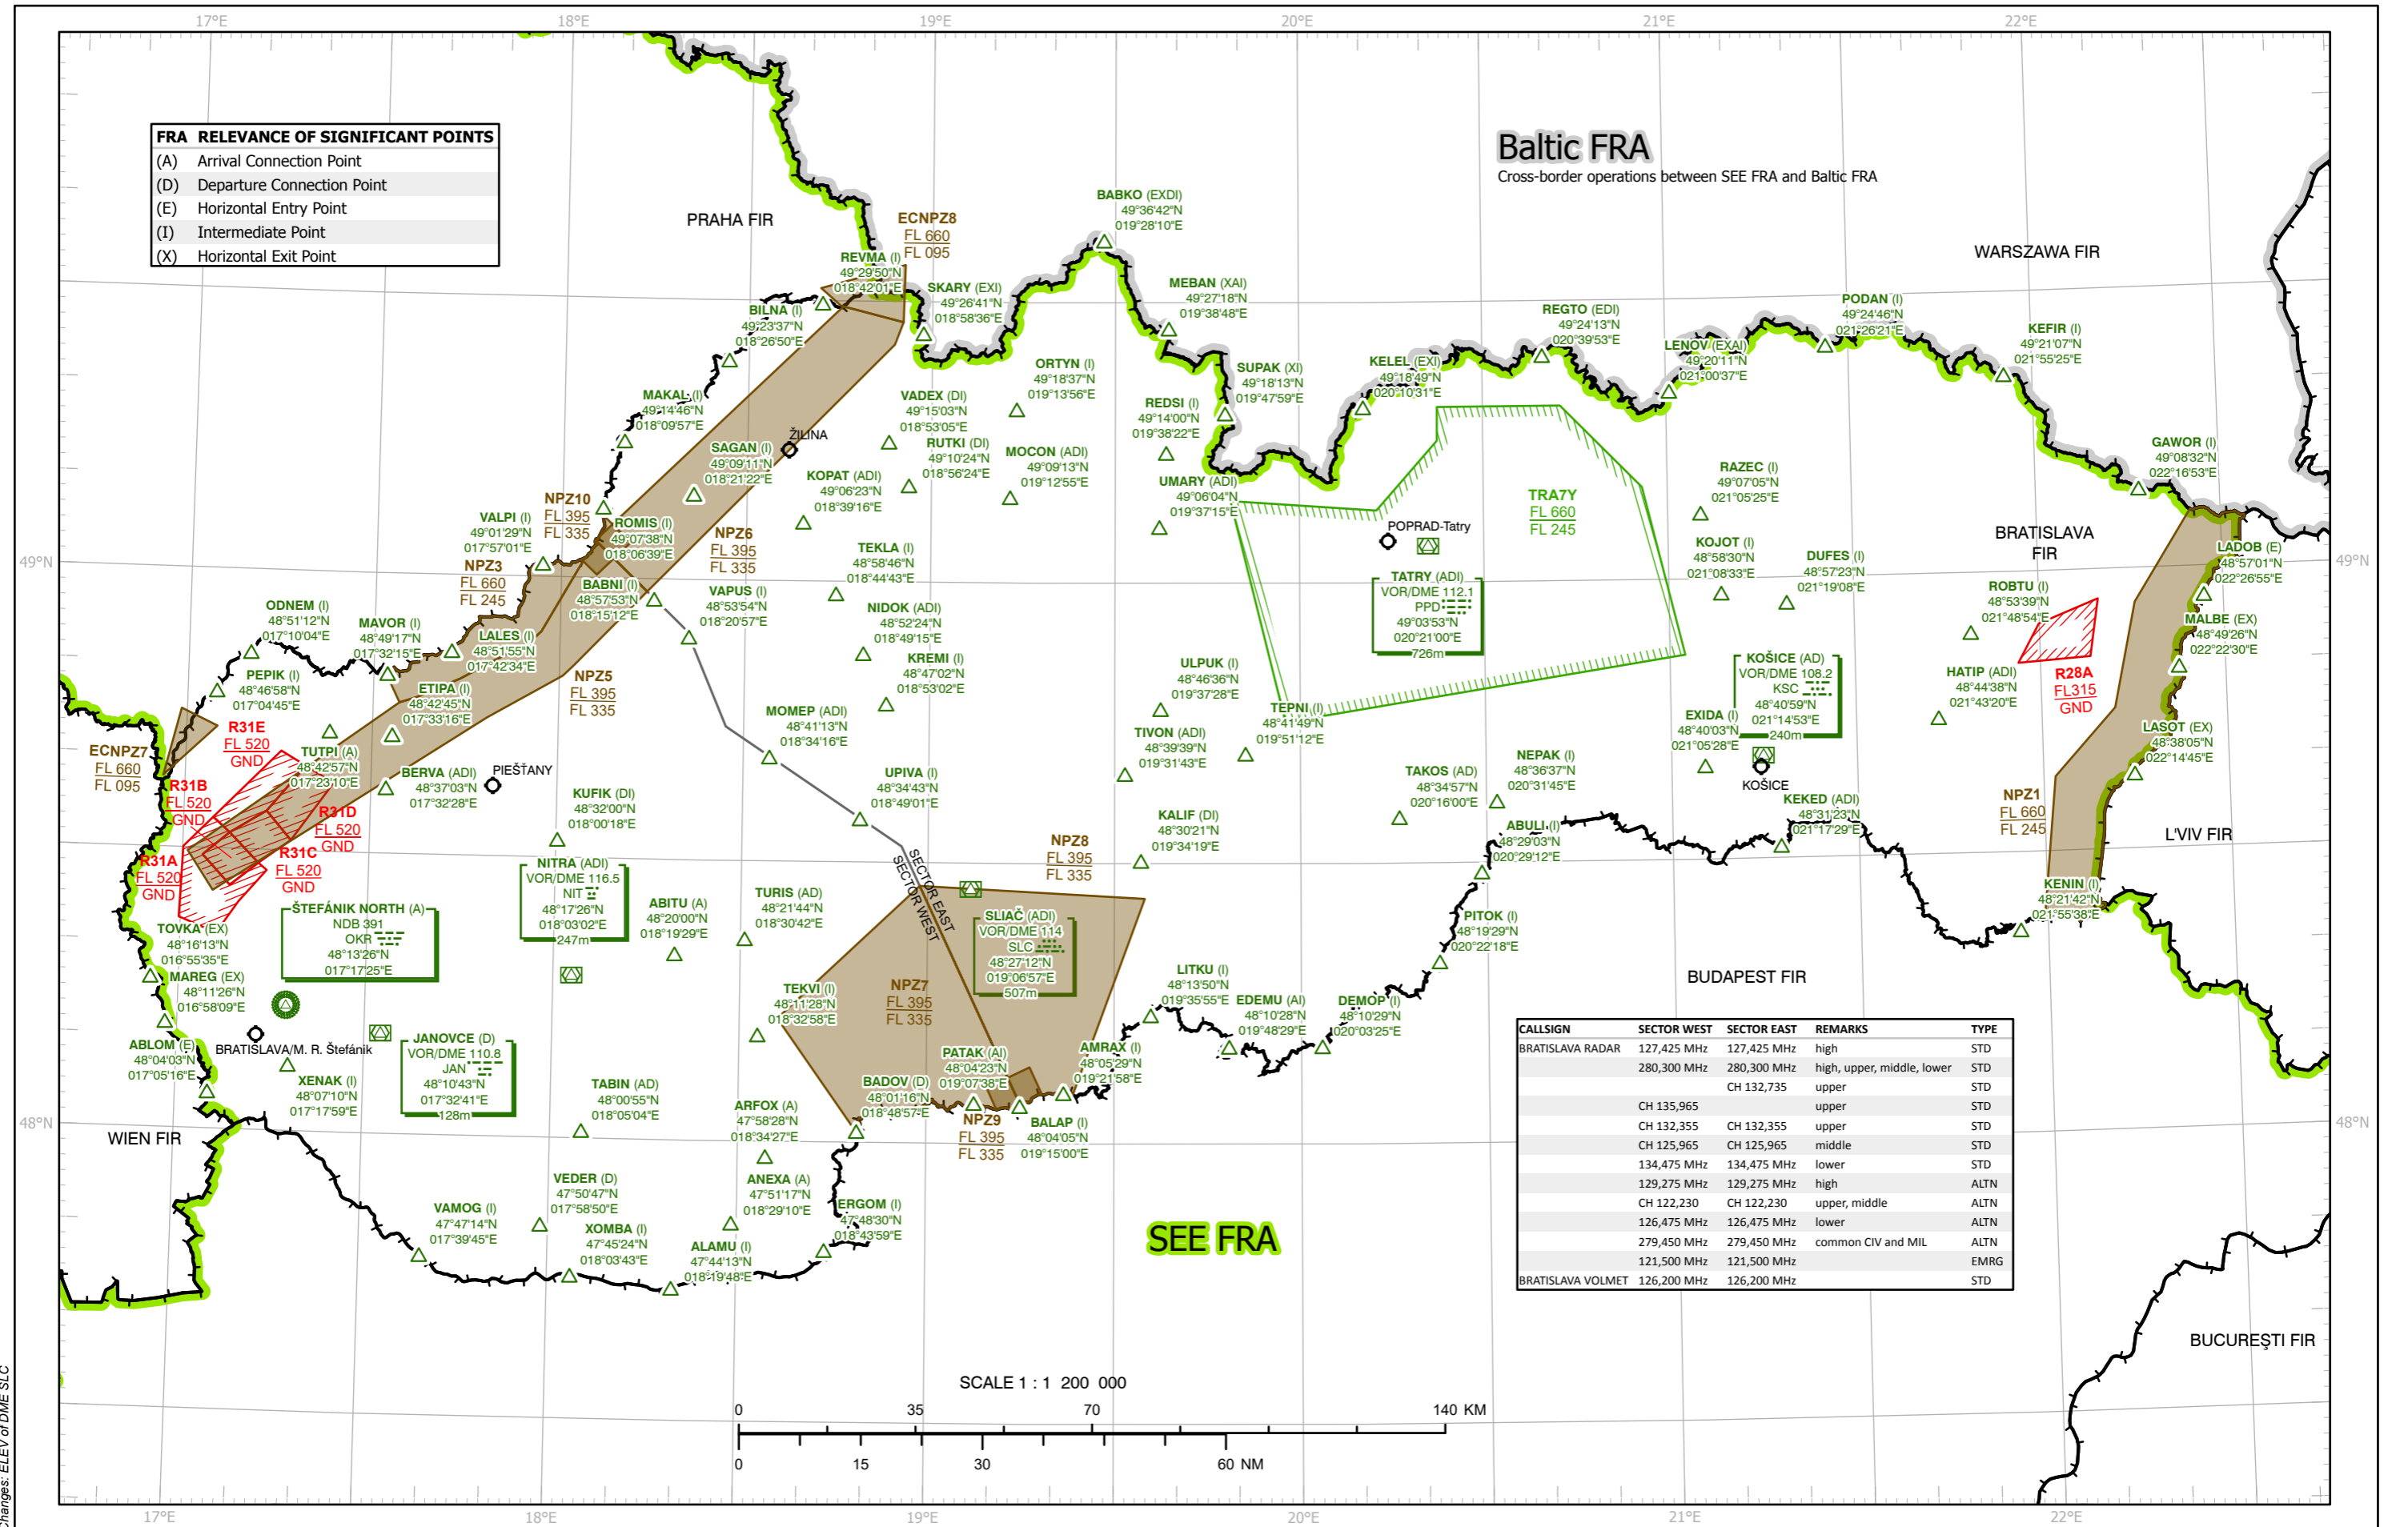 17°E
18°E
19°E
20°E
21°E
22°E
FRA RELEVANCE OF SIGNIFICANT POINTS
(A) Arrival Connection Point
(D) Departure Connection Point
(E) Horizontal Entry Point
(I) Intermediate Point
(X) Horizontal Exit Point
Baltic FRA
Cross-border operations between SEE FRA and Baltic FRA
PRAHA FIR
WARSZAWA FIR
BABKO (EXDI)
49°36'42"N
019°28'10"E
ECNPZ8
FL 660
FL 095
REVMA (I)
49°29'50"N
018°42'01"E
SKARY (EXI)
49°26'41"N
018°58'36"E
MEBAN (XAI)
49°27'18"N
019°38'48"E
BILNA (I)
49°23'37"N
018°26'50"E
REGTO (EDI)
49°24'13"N
020°39'53"E
PODAN (I)
49°24'46"N
021°26'21"E
KEFIR (I)
49°21'07"N
021°55'25"E
LENOV (EXAI)
49°20'11"N
021°00'37"E
KELEL (EXI)
49°18'49"N
020°10'31"E
SUPAK (XI)
49°18'13"N
019°47'59"E
ORTYN (I)
49°18'37"N
019°13'56"E
MAKAL (I)
49°14'46"N
018°09'57"E
VADEX (DI)
49°15'03"N
018°53'05"E
REDSI (I)
49°14'00"N
019°38'22"E
ŽILINA
SAGAN (I)
49°09'11"N
018°21'22"E
RUTKI (DI)
49°10'24"N
018°56'24"E
MOCON (ADI)
49°09'13"N
019°12'55"E
GAWOR (I)
49°08'32"N
022°16'53"E
KOPAT (ADI)
49°06'23"N
018°39'16"E
UMARY (ADI)
49°06'04"N
019°37'15"E
RAZEC (I)
49°07'05"N
021°05'25"E
TRA7Y
FL 660
FL 245
NPZ10
FL 395
FL 335
ROMIS (I)
49°07'38"N
018°06'39"E
VALPI (I)
49°01'29"N
017°57'01"E
NPZ6
FL 395
FL 335
POPRAD-Tatry
BRATISLAVA
FIR
49°N
49°N
NPZ3
FL 660
FL 245
TEKLA (I)
48°58'46"N
018°44'43"E
KOJOT (I)
48°58'30"N
021°08'33"E
DUFES (I)
48°57'23"N
021°19'08"E
LADOB (E)
48°57'01"N
022°26'55"E
BABNI (I)
48°57'53"N
018°15'12"E
VAPUS (I)
48°53'54"N
018°20'57"E
TATRY (ADI)
VOR/DME 112.1
PPD
49°03'53"N
020°21'00"E
726m
ROBTU (I)
48°53'39"N
021°48'54"E
ODNEM (I)
48°51'12"N
017°10'04"E
MAVOR (I)
48°49'17"N
017°32'15"E
LALES (I)
48°51'55"N
017°42'34"E
NIDOK (ADI)
48°52'24"N
018°49'15"E
MALBE (EX)
48°49'26"N
022°22'30"E
PEPIK (I)
48°46'58"N
017°04'45"E
ETIPA (I)
48°42'45"N
017°33'16"E
NPZ5
FL 395
FL 335
KREMI (I)
48°47'02"N
018°53'02"E
ULPUK (I)
48°46'36"N
019°37'28"E
KOŠICE (AD)
VOR/DME 108.2
KSC
48°40'59"N
021°14'53"E
240m
HATIP (ADI)
48°44'38"N
021°43'20"E
R28A
FL315
GND
ECNPZ7
FL 660
FL 095
R31E
FL 520
GND
TUTPI (A)
48°42'57"N
017°23'10"E
MOMEP (ADI)
48°41'13"N
018°34'16"E
TEPNI (I)
48°41'49"N
019°51'12"E
EXIDA (I)
48°40'03"N
021°05'28"E
LASOT (EX)
48°38'05"N
022°14'45"E
TIVON (ADI)
48°39'39"N
019°31'43"E
R31B
FL 520
GND
BERVA (ADI)
48°37'03"N
017°32'28"E
PIEŠŤANY
UPIVA (I)
48°34'43"N
018°49'01"E
TAKOS (AD)
48°34'57"N
020°16'00"E
NEPAK (I)
48°36'37"N
020°31'45"E
KOŠICE
KUFIK (DI)
48°32'00"N
018°00'18"E
R31D
FL 520
GND
KALIF (DI)
48°30'21"N
019°34'19"E
KEKED (ADI)
48°31'23"N
021°17'29"E
NPZ1
FL 660
FL 245
L'VIV FIR
ABULI (I)
48°29'03"N
020°29'12"E
NPZ8
FL 395
FL 335
R31A
FL 520
GND
R31C
FL 520
GND
SECTOR EAST
SECTOR WEST
NITRA (ADI)
VOR/DME 116.5
NIT
48°17'26"N
018°03'02"E
247m
TURIS (AD)
48°21'44"N
018°30'42"E
ABITU (A)
48°20'00"N
018°19'29"E
KENIN (I)
48°21'42"N
021°55'38"E
ŠTEFÁNIK NORTH (A)
NDB 391
OKR
48°13'26"N
017°17'25"E
SLIAČ (ADI)
VOR/DME 114
SLC
48°27'12"N
019°06'57"E
507m
PITOK (I)
48°19'29"N
020°22'18"E
TOVKA (EX)
48°16'13"N
016°55'35"E
MAREG (EX)
48°11'26"N
016°58'09"E
BUDAPEST FIR
LITKU (I)
48°13'50"N
019°35'55"E
TEKVI (I)
48°11'28"N
018°32'58"E
NPZ7
FL 395
FL 335
EDEMU (AI)
48°10'28"N
019°48'29"E
DEMOP (I)
48°10'29"N
020°03'25"E
ABLOM (E)
48°04'03"N
017°05'16"E
BRATISLAVA/M. R. Štefánik
JANOVCE (D)
VOR/DME 110.8
JAN
48°10'43"N
017°32'41"E
128m
PATAK (AI)
48°04'23"N
019°07'38"E
AMRAX (I)
48°05'29"N
019°21'58"E
XENAK (I)
48°07'10"N
017°17'59"E
TABIN (AD)
48°00'55"N
018°05'04"E
BADOV (D)
48°01'16"N
018°48'57"E
ARFOX (A)
47°58'28"N
018°34'27"E
NPZ9
FL 395
FL 335
BALAP (I)
48°04'05"N
019°15'00"E
48°N
48°N
WIEN FIR
VEDER (D)
47°50'47"N
017°58'50"E
ANEXA (A)
47°51'17"N
018°29'10"E
ERGOM (I)
47°48'30"N
018°43'59"E
VAMOG (I)
47°47'14"N
017°39'45"E
XOMBA (I)
47°45'24"N
018°03'43"E
ALAMU (I)
47°44'13"N
018°19'48"E
SEE FRA
CALLSIGN SECTOR WEST SECTOR EAST REMARKS TYPE
BRATISLAVA RADAR 127,425 MHz 127,425 MHz high STD
280,300 MHz 280,300 MHz high, upper, middle, lower STD
CH 132,735 upper STD
CH 135,965 upper STD
CH 132,355 CH 132,355 upper STD
CH 125,965 CH 125,965 middle STD
134,475 MHz 134,475 MHz lower STD
129,275 MHz 129,275 MHz high ALTN
CH 122,230 CH 122,230 upper, middle ALTN
126,475 MHz 126,475 MHz lower ALTN
279,450 MHz 279,450 MHz common CIV and MIL ALTN
121,500 MHz 121,500 MHz EMRG
BRATISLAVA VOLMET 126,200 MHz 126,200 MHz STD
BUCUREŞTI FIR
SCALE 1 : 1 200 000
0 35 70 140 KM
0 15 30 60 NM
Changes: ELEV of DME SLC
17°E
18°E
19°E
20°E
21°E
22°E